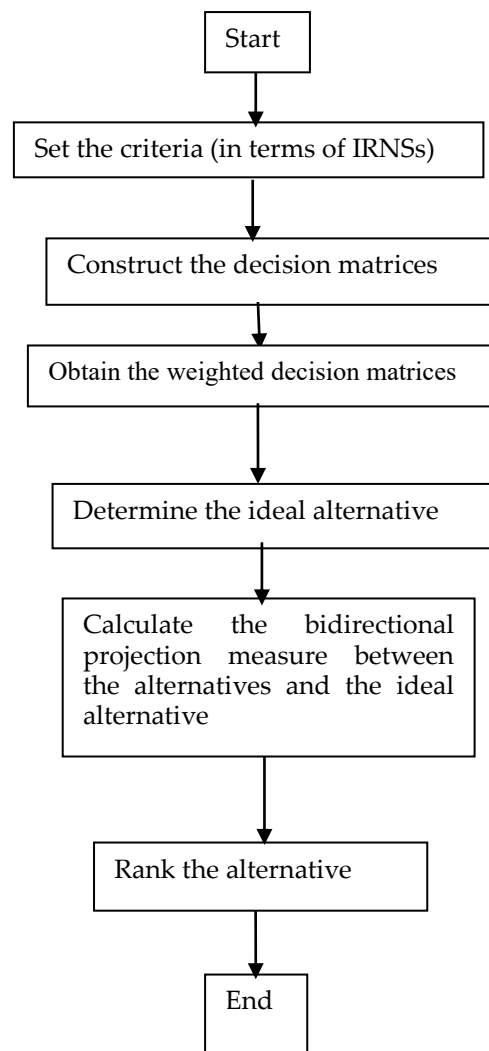 Start
Set the criteria (in terms of IRNSs)
Construct the decision matrices
Obtain the weighted decision matrices
Determine the ideal alternative
Calculate the bidirectional
projection measure between
the alternatives and the ideal
alternative
Rank the alternative
End